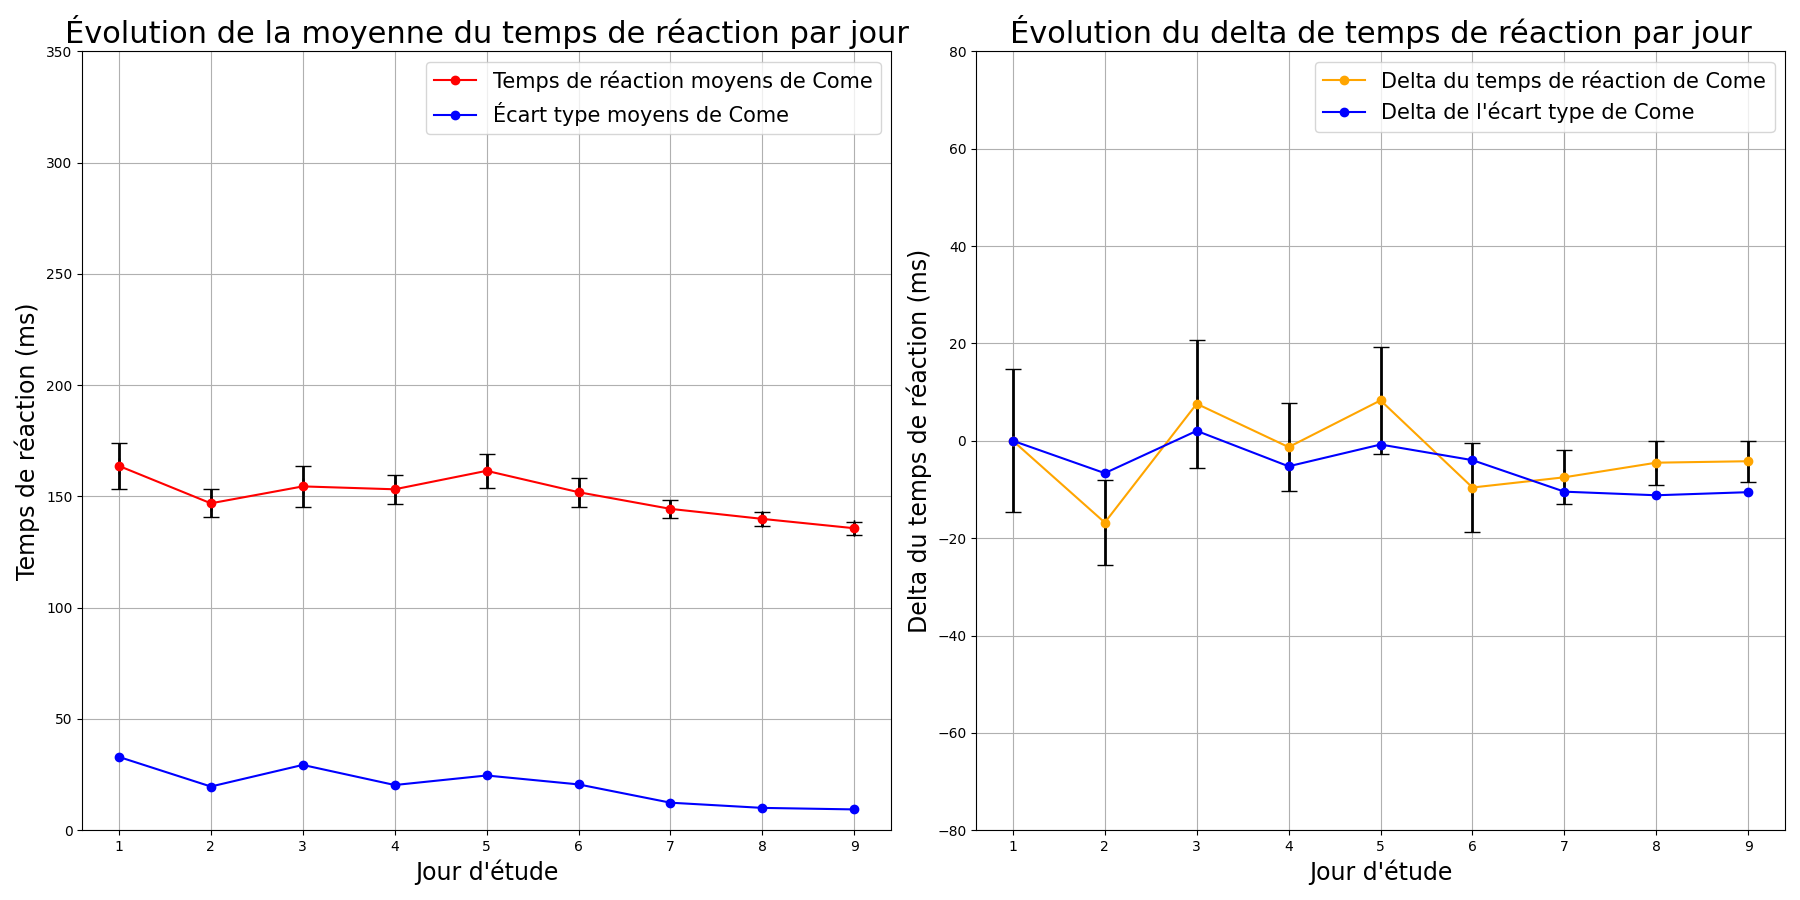 Évolution de la moyenne du temps de réaction par jour
Temps de réaction moyens de Come
Écart type moyens de Come
Temps de réaction (ms)
350
300
250
200
150
100
50
0
1 2 3 4 5 6 7 8 9
Jour d'étude
Évolution du delta de temps de réaction par jour
Delta du temps de réaction de Come
Delta de l'écart type de Come
Delta du temps de réaction (ms)
80
60
40
20
0
−20
−40
−60
−80
1 2 3 4 5 6 7 8 9
Jour d'étude